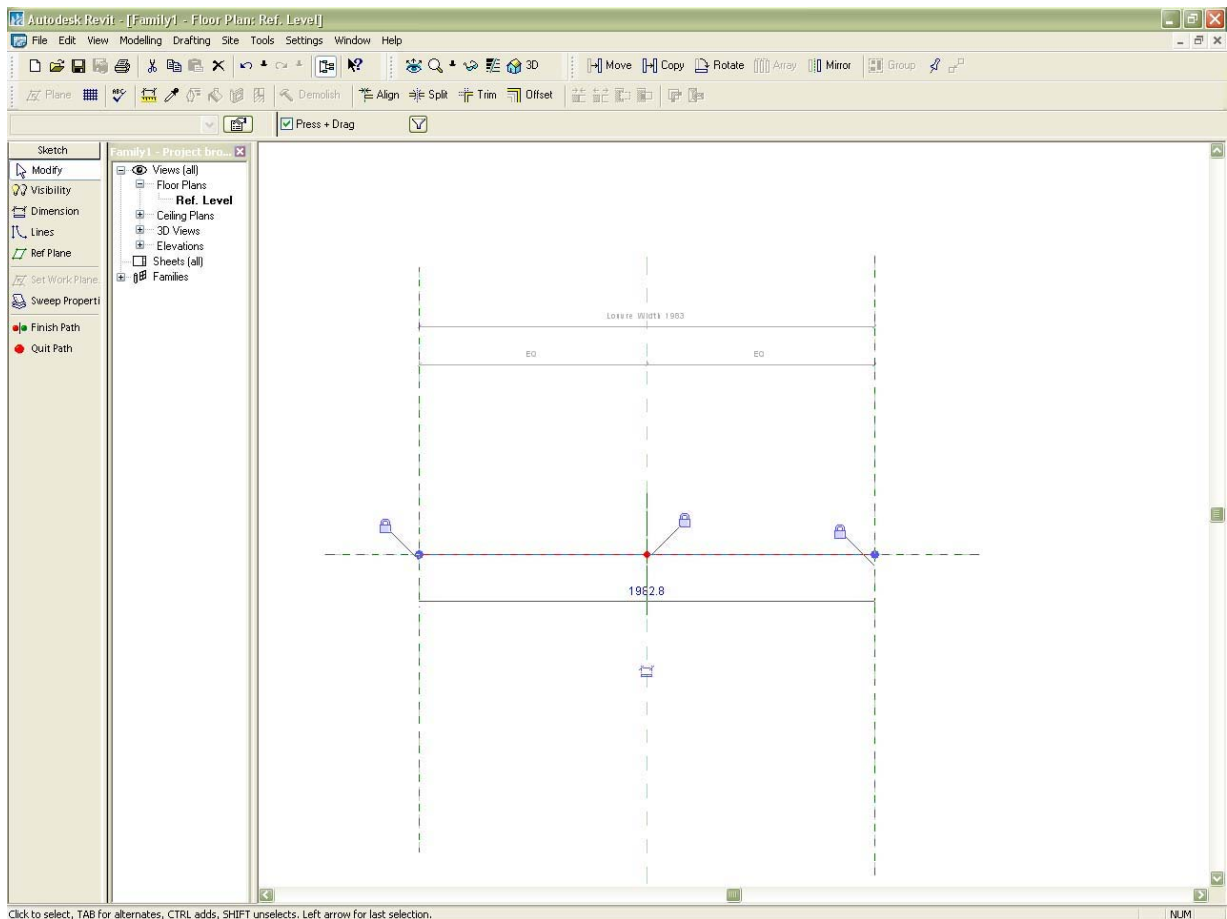 Autodesk Revit - [Family1 - Floor Plan: Ref. Level]
File Edit View Modelling Drafting Site Tools Settings Window Help
3D Move Copy Rotate Array Mirror Group
Plane Demolish Align Split Trim Offset
Press + Drag
Sketch
Modify
Visibility
Dimension
Lines
Ref Plane
Set Work Plane
Sweep Properti
Finish Path
Quit Path
Family1 - Project bro...
Views (all)
Floor Plans
Ref. Level
Ceiling Plans
3D Views
Elevations
Sheets (all)
Families
Width 1983
EQ EQ
1982.8
Click to select, TAB for alternates, CTRL adds, SHIFT unselects. Left arrow for last selection. NUM